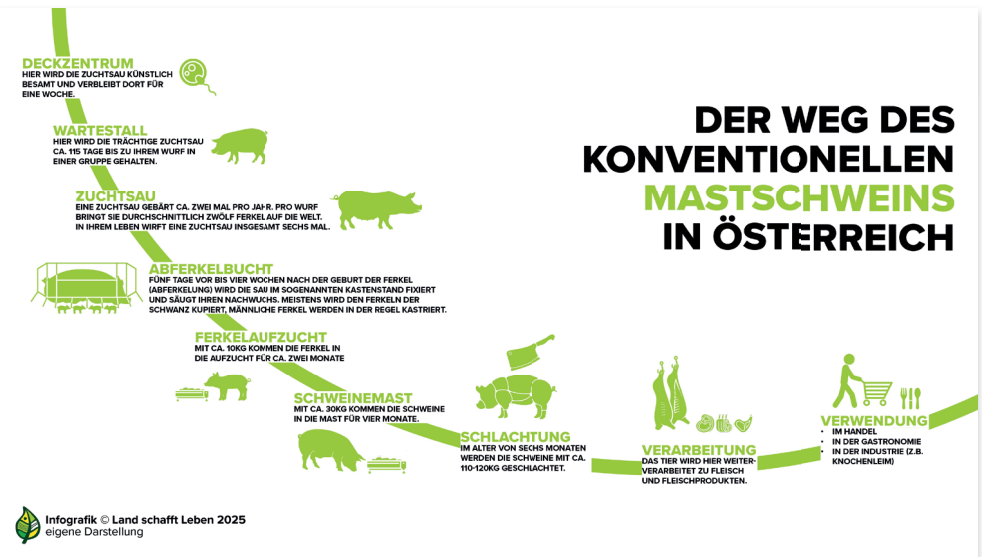 DER WEG DES
KONVENTIONELLEN
MASTSCHWEINS
IN ÖSTERREICH
DECKZENTRUM
HIER WIRD DIE ZUCHTSAU KÜNSTLICH
BESAMT UND VERBLEIBT DORT FÜR
EINE WOCHE.
WARTESTALL
HIER WIRD DIE TRÄCHTIGE ZUCHTSAU
CA. 115 TAGE BIS ZU IHREM WURF IN
EINER GRUPPE GEHALTEN.
ZUCHTSAU
EINE ZUCHTSAU GEBÄRT CA. ZWEI MAL PRO JAHR. PRO WURF
BRINGT SIE DURCHSCHNITTLICH ZWÖLF FERKEL AUF DIE WELT.
IN IHREM LEBEN WIRFT EINE ZUCHTSAU INSGESAMT SECHS MAL.
ABFERKELBUCHT
FÜNF TAGE VOR BIS VIER WOCHEN NACH DER GEBURT DER FERKEL
(ABFERKELUNG) WIRD DIE SAU IM SOGENANNTEN KASTENSTAND FIXIERT
UND SÄUGT IHREN NACHWUCHS. MEISTENS WIRD DEN FERKELN DER
SCHWANZ KUPIERT, MÄNNLICHE FERKEL WERDEN IN DER REGEL KASTRIERT.
FERKELAUFZUCHT
MIT CA. 10KG KOMMEN DIE FERKEL IN
DIE AUFZUCHT FÜR CA. ZWEI MONATE
SCHWEINEMAST
MIT CA. 30KG KOMMEN DIE SCHWEINE
IN DIE MAST FÜR VIER MONATE.
SCHLACHTUNG
IM ALTER VON SECHS MONATEN
WERDEN DIE SCHWEINE MIT CA.
110-120KG GESCHLACHTET.
VERARBEITUNG
DAS TIER WIRD HIER WEITER-
VERARBEITET ZU FLEISCH
UND FLEISCHPRODUKTEN.
VERWENDUNG
• IM HANDEL
• IN DER GASTRONOMIE
• IN DER INDUSTRIE (Z.B.
KNOCHENLEIM)
Infografik © Land schafft Leben 2025
eigene Darstellung